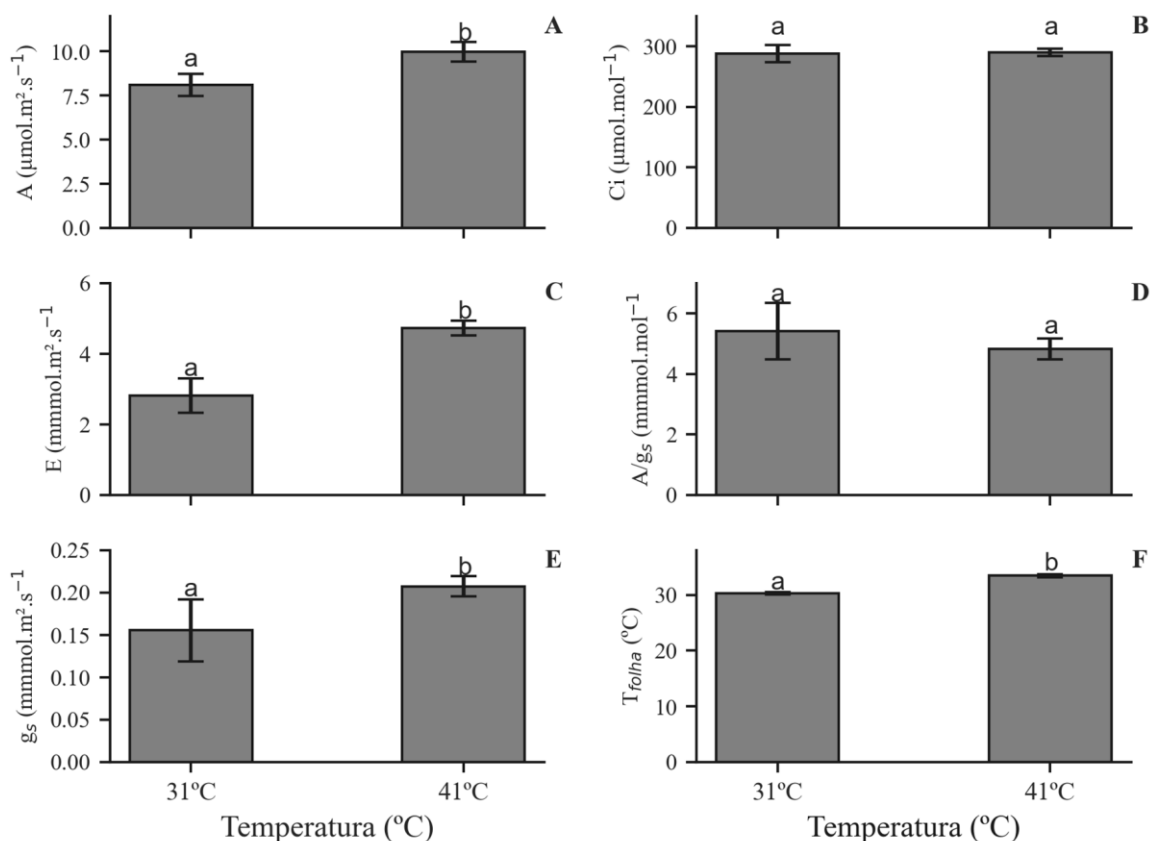 A
A (µmol.m².s⁻¹)
10.0
7.5
5.0
2.5
0.0
a
b
B
Ci (µmol.mol⁻¹)
300
200
100
0
a
a
C
E (mmmol.m².s⁻¹)
6
4
2
0
a
b
D
A/gs (mmmol.mol⁻¹
6
4
2
0
a
a
E
gs (mmmol.m².s⁻¹
0.25
0.20
0.15
0.10
0.05
0.00
a
b
31ºC
41ºC
Temperatura (ºC)
F
Tfolha (ºC)
30
20
10
0
a
b
31ºC
41ºC
Temperatura (ºC)